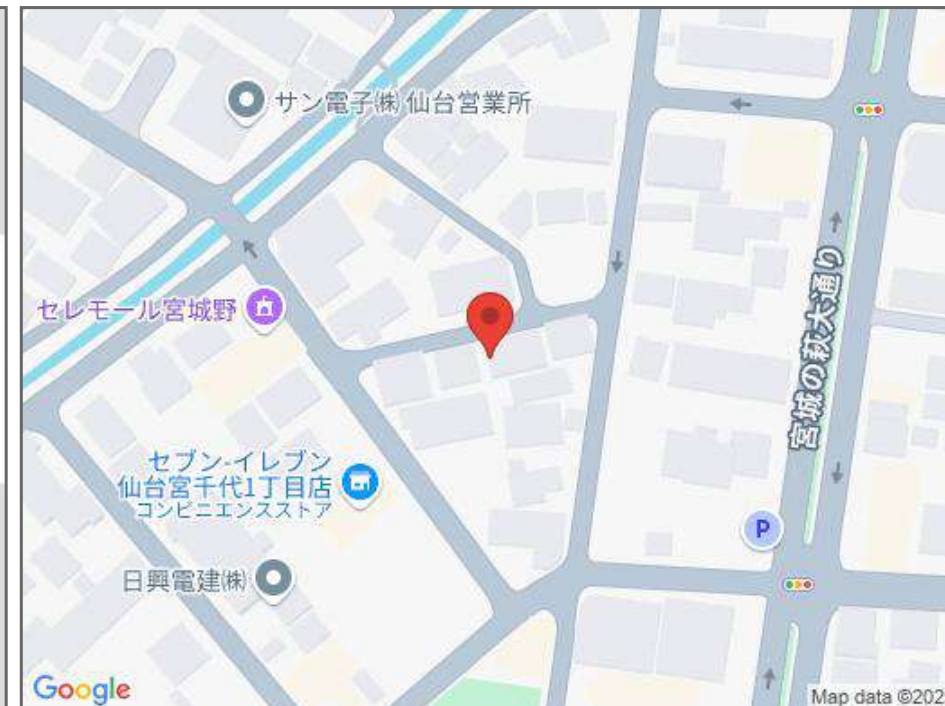 サン電子㈱ 仙台営業所
セレモール宮城野
宮城の萩大通り
セブン-イレブン
仙台宮千代1丁目店
コンビニエンスストア
P
日興電建㈱
Google
Map data ©202